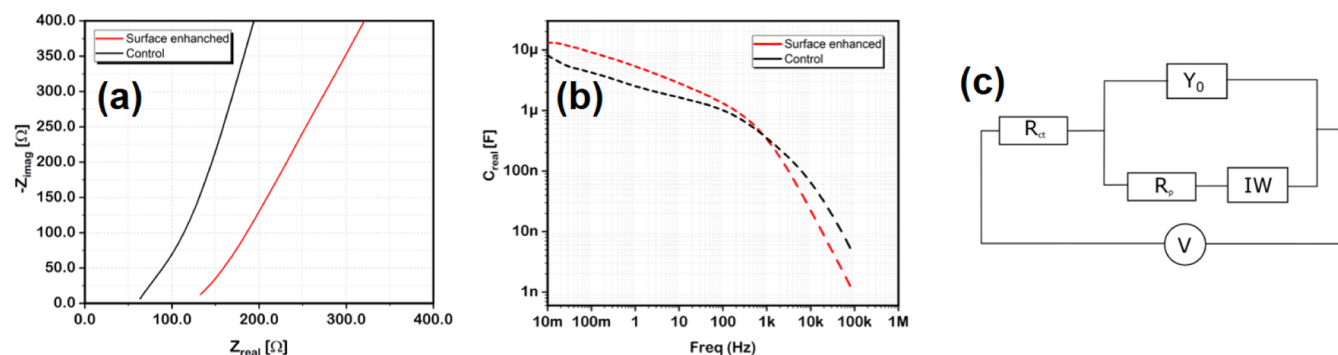 (a)
Surface enhanched
Control
400.0
350.0
300.0
250.0
200.0
150.0
100.0
50.0
0.0
-Zimag [Ω]
0.0 100.0 200.0 300.0 400.0
Zreal [Ω]
(b)
Surface enhanced
Control
10μ
1μ
100n
10n
1n
Creal [F]
10m 100m 1 10 100 1k 10k 100k 1M
Freq (Hz)
(c)
Y0
Rct
Rp
IW
V